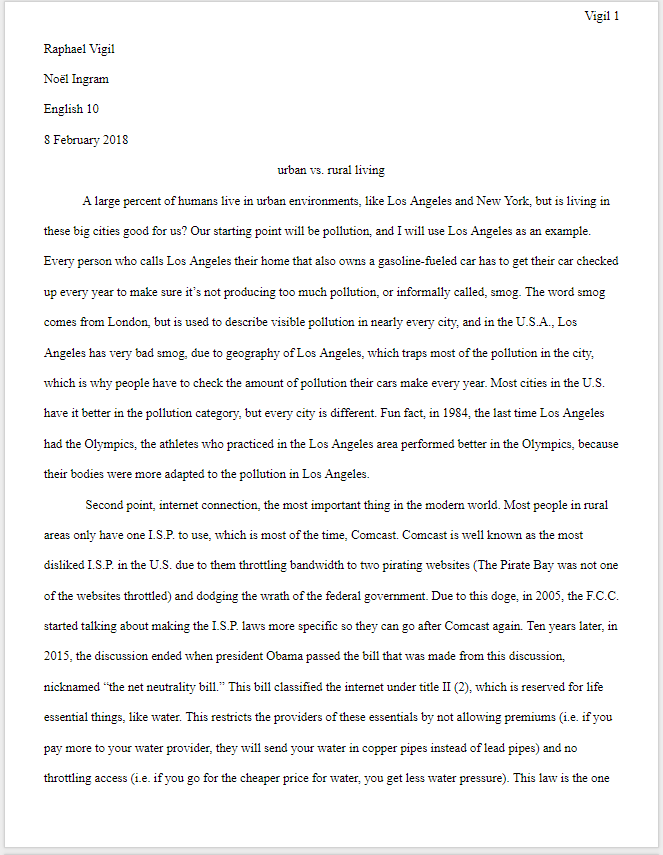 Vigil 1
Raphael Vigil
Noël Ingram
English 10
8 February 2018
urban vs. rural living
A large percent of humans live in urban environments, like Los Angeles and New York, but is living in
these big cities good for us? Our starting point will be pollution, and I will use Los Angeles as an example.
Every person who calls Los Angeles their home that also owns a gasoline-fueled car has to get their car checked
up every year to make sure it’s not producing too much pollution, or informally called, smog. The word smog
comes from London, but is used to describe visible pollution in nearly every city, and in the U.S.A., Los
Angeles has very bad smog, due to geography of Los Angeles, which traps most of the pollution in the city,
which is why people have to check the amount of pollution their cars make every year. Most cities in the U.S.
have it better in the pollution category, but every city is different. Fun fact, in 1984, the last time Los Angeles
had the Olympics, the athletes who practiced in the Los Angeles area performed better in the Olympics, because
their bodies were more adapted to the pollution in Los Angeles.
Second point, internet connection, the most important thing in the modern world. Most people in rural
areas only have one I.S.P. to use, which is most of the time, Comcast. Comcast is well known as the most
disliked I.S.P. in the U.S. due to them throttling bandwidth to two pirating websites (The Pirate Bay was not one
of the websites throttled) and dodging the wrath of the federal government. Due to this doge, in 2005, the F.C.C.
started talking about making the I.S.P. laws more specific so they can go after Comcast again. Ten years later, in
2015, the discussion ended when president Obama passed the bill that was made from this discussion,
nicknamed “the net neutrality bill.” This bill classified the internet under title II (2), which is reserved for life
essential things, like water. This restricts the providers of these essentials by not allowing premiums (i.e. if you
pay more to your water provider, they will send your water in copper pipes instead of lead pipes) and no
throttling access (i.e. if you go for the cheaper price for water, you get less water pressure). This law is the one